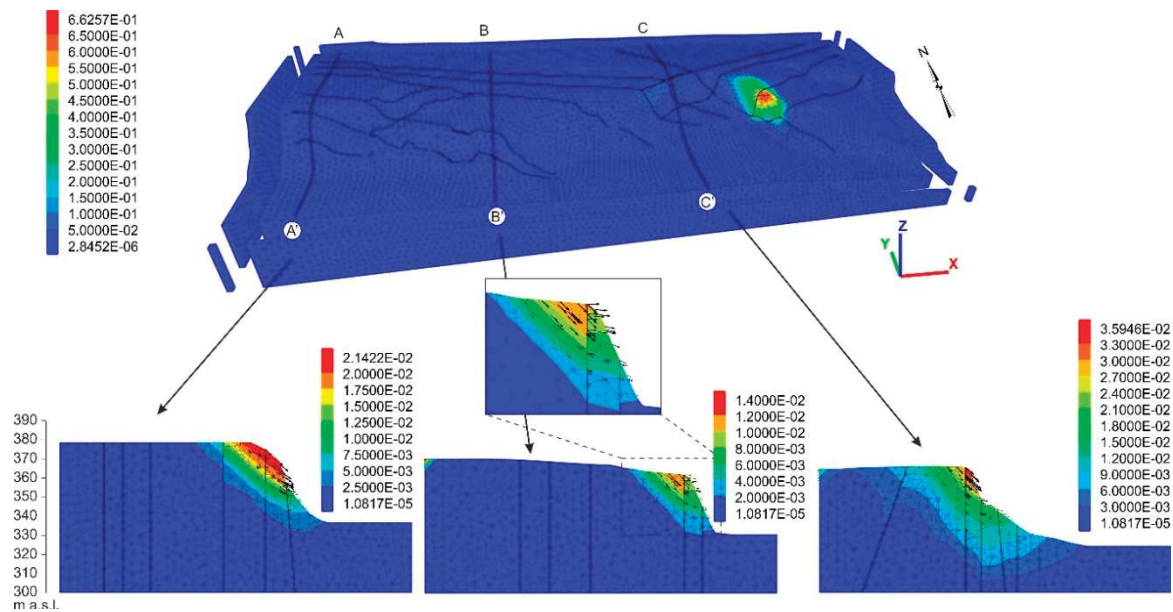 6.6257E-01
6.5000E-01
6.0000E-01
5.5000E-01
5.0000E-01
4.5000E-01
4.0000E-01
3.5000E-01
3.0000E-01
2.5000E-01
2.0000E-01
1.5000E-01
1.0000E-01
5.0000E-02
2.8452E-06
A
B
C
N
A'
B'
C'
Z
Y
X
390
380
370
360
350
340
330
320
310
300
m a.s.l.
2.1422E-02
2.0000E-02
1.7500E-02
1.5000E-02
1.2500E-02
1.0000E-02
7.5000E-03
5.0000E-03
2.5000E-03
1.0817E-05
1.4000E-02
1.2000E-02
1.0000E-02
8.0000E-03
6.0000E-03
4.0000E-03
2.0000E-03
1.0817E-05
3.5946E-02
3.3000E-02
3.0000E-02
2.7000E-02
2.4000E-02
2.1000E-02
1.8000E-02
1.5000E-02
1.2000E-02
9.0000E-03
6.0000E-03
3.0000E-03
1.0817E-05